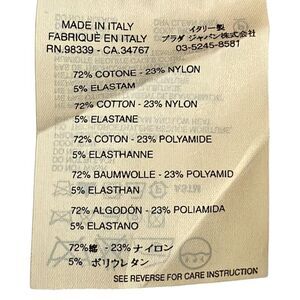 MADE IN ITALY
FABRIQUÉ EN ITALY
RN.98339 - CA.34767
イタリー製
プラダ ジャパン株式会社
03-5245-8581
72% COTONE - 23% NYLON
5% ELASTAM
72% COTTON - 23% NYLON
5% ELASTANE
72% COTON - 23% POLYAMIDE
5% ELASTHANNE
72% BAUMWOLLE - 23% POLYAMID
5% ELASTHAN
72% ALGODÓN - 23% POLIAMIDA
5% ELASTANO
72% 綿 - 23% ナイロン
5% ポリウレタン
SEE REVERSE FOR CARE INSTRUCTION